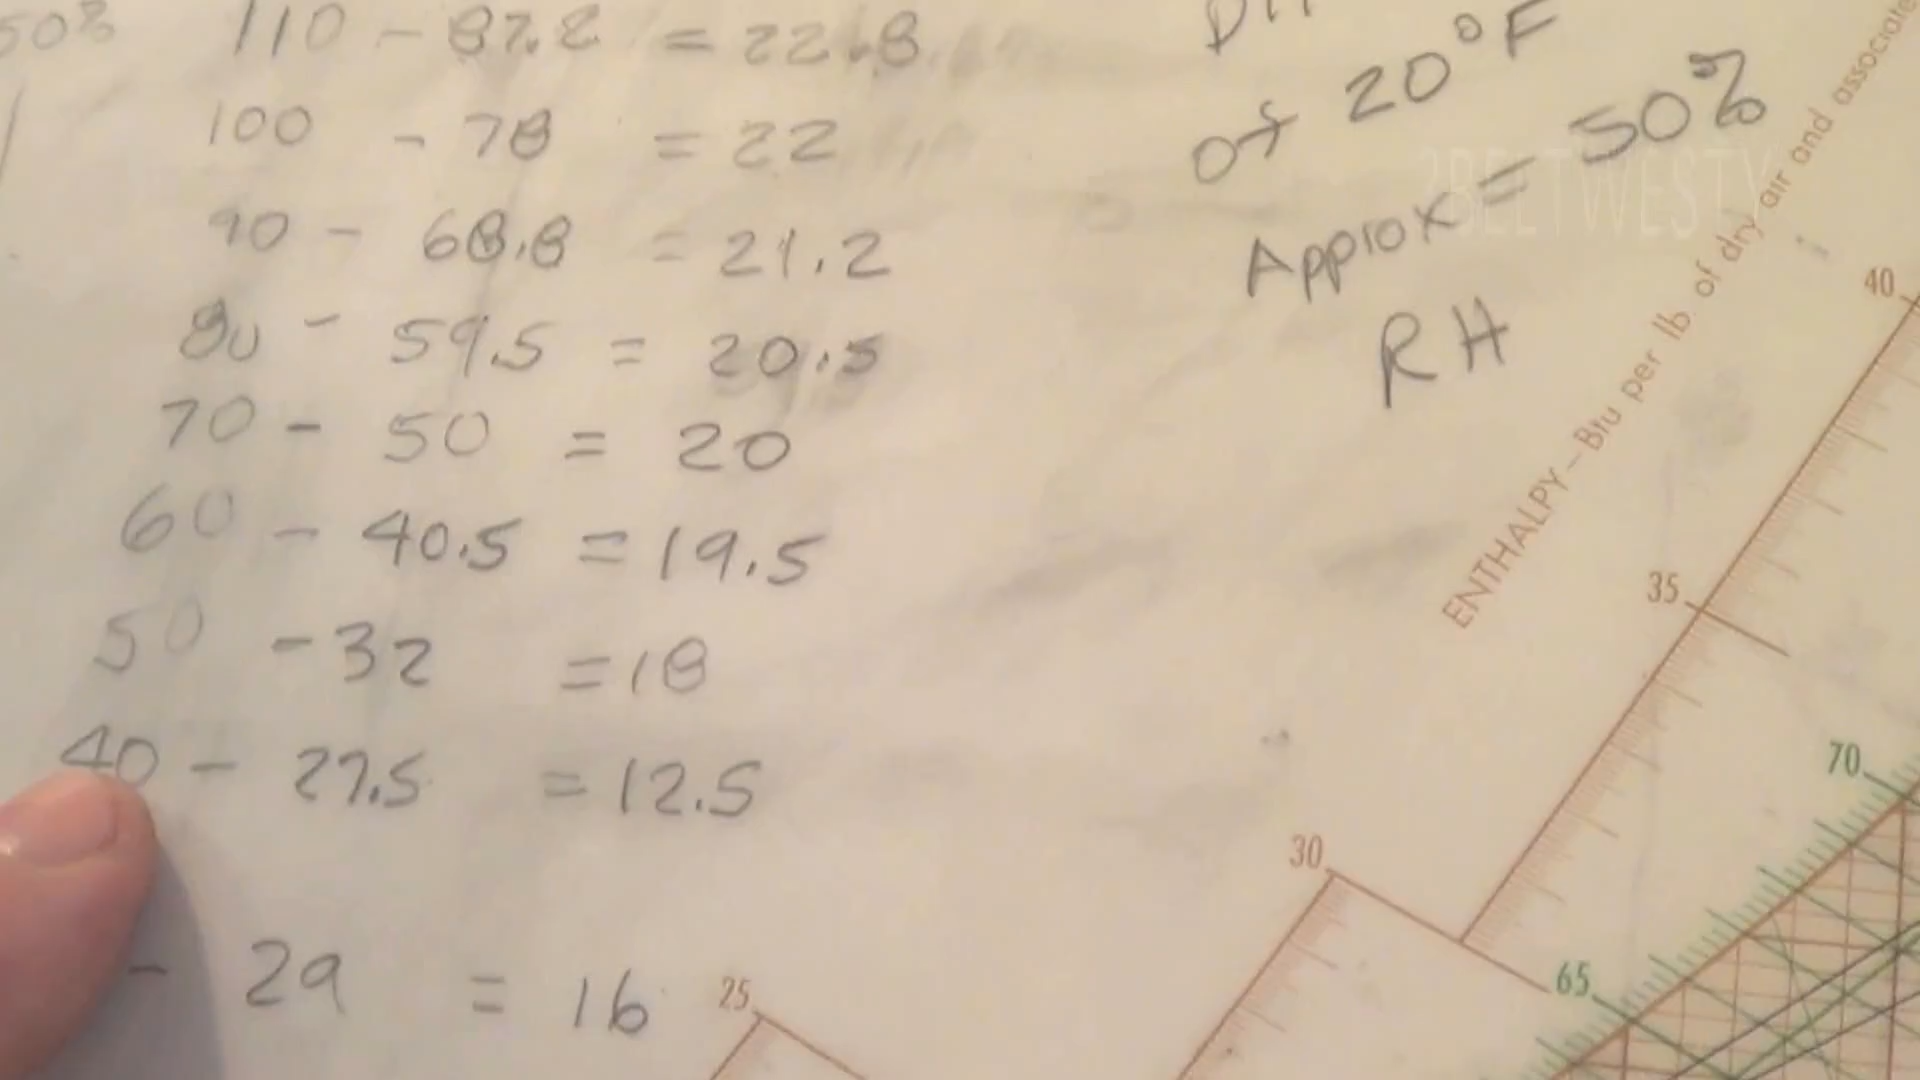 50% 110 - 87.2 = 22.8
100 - 78 = 22
90 - 68.8 = 21.2
80 - 59.5 = 20.5
70 - 50 = 20
60 - 40.5 = 19.5
50 - 32 = 18
40 - 27.5 = 12.5
- 29 = 16
of 20°F
Approx = 50%
RH
2BEETWESTY
ENTHALPY – Btu per lb. of dry air and associate
40
35
30
25
70
65